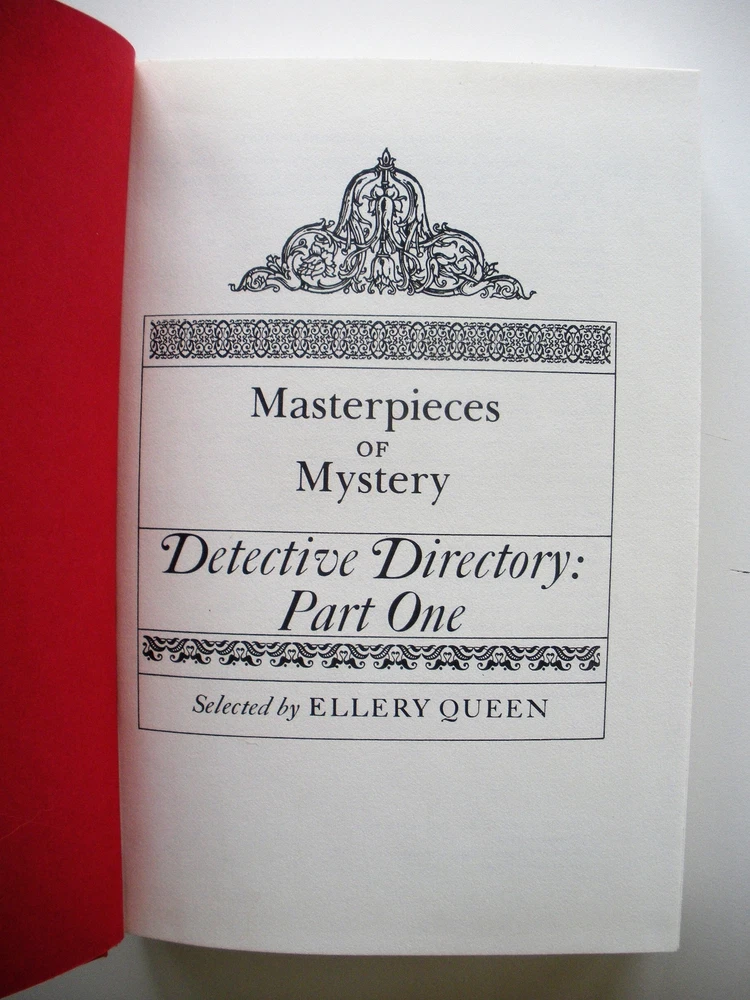 Masterpieces
OF
Mystery
Detective Directory:
Part One
Selected by ELLERY QUEEN